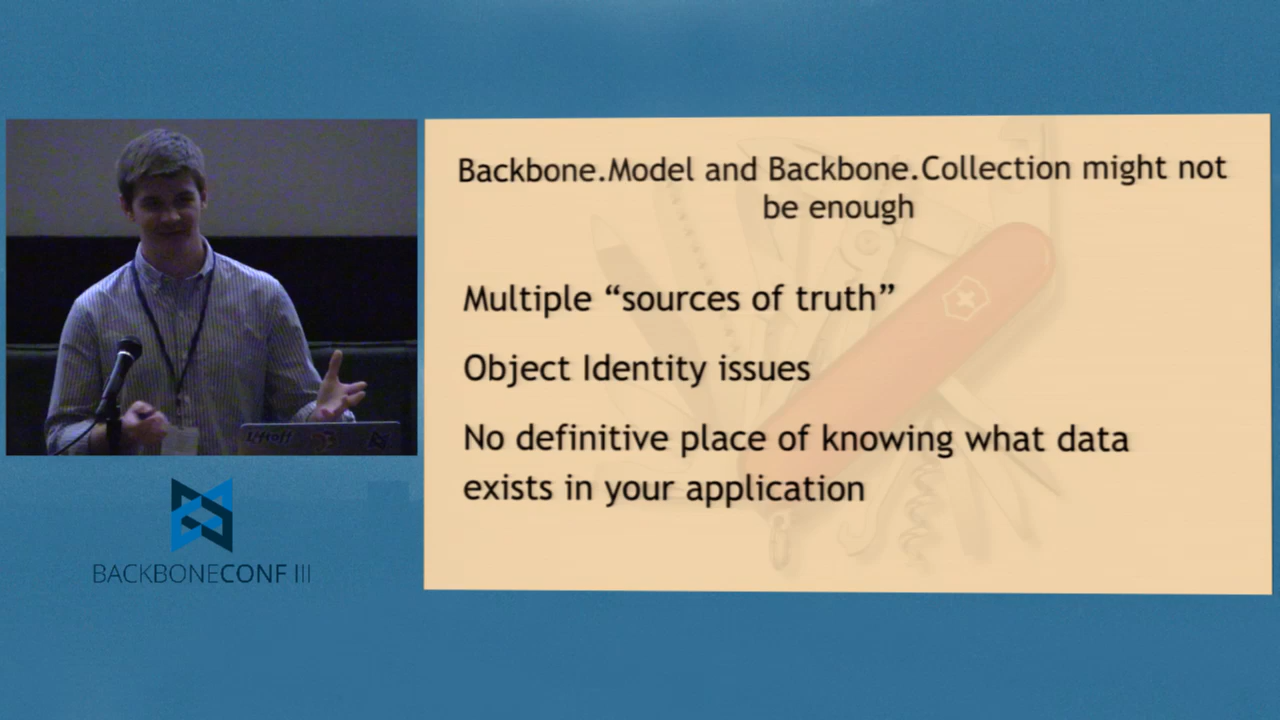 Backbone.Model and Backbone.Collection might not
be enough
Multiple “sources of truth”
Object Identity issues
No definitive place of knowing what data
exists in your application
BACKBONECONF III